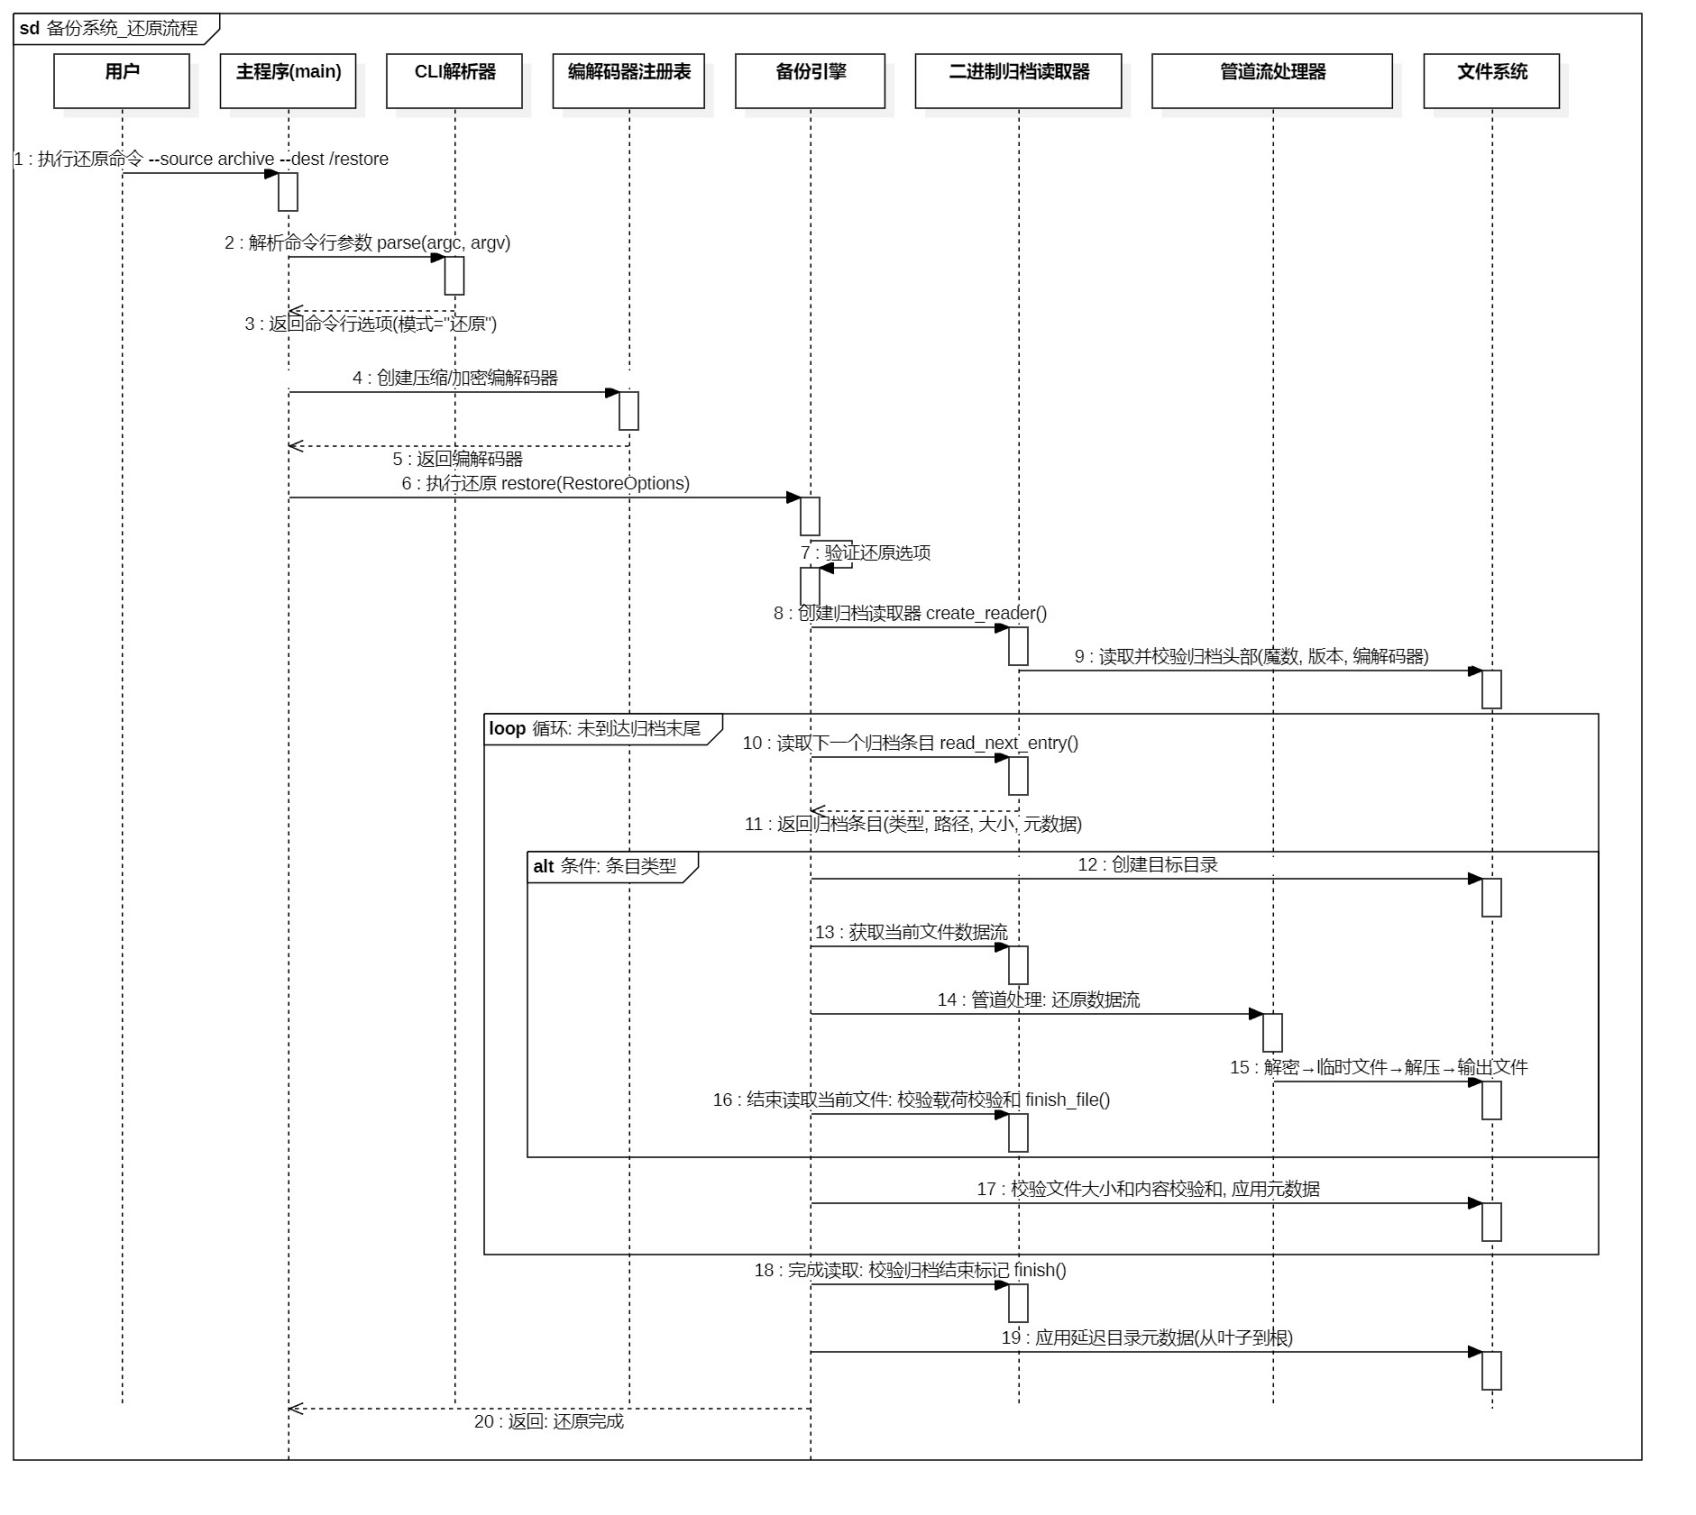 sd 备份系统_还原流程
用户
主程序(main)
CLI解析器
编解码器注册表
备份引擎
二进制归档读取器
管道流处理器
文件系统
1 : 执行还原命令 --source archive --dest /restore
2 : 解析命令行参数 parse(argc, argv)
3 : 返回命令行选项(模式="还原")
4 : 创建压缩/加密编解码器
5 : 返回编解码器
6 : 执行还原 restore(RestoreOptions)
7 : 验证还原选项
8 : 创建归档读取器 create_reader()
9 : 读取并校验归档头部(魔数, 版本, 编解码器)
loop 循环: 未到达归档末尾
10 : 读取下一个归档条目 read_next_entry()
11 : 返回归档条目(类型, 路径, 大小, 元数据)
alt 条件: 条目类型
12 : 创建目标目录
13 : 获取当前文件数据流
14 : 管道处理: 还原数据流
15 : 解密→临时文件→解压→输出文件
16 : 结束读取当前文件: 校验载荷校验和 finish_file()
17 : 校验文件大小和内容校验和, 应用元数据
18 : 完成读取: 校验归档结束标记 finish()
19 : 应用延迟目录元数据(从叶子到根)
20 : 返回: 还原完成